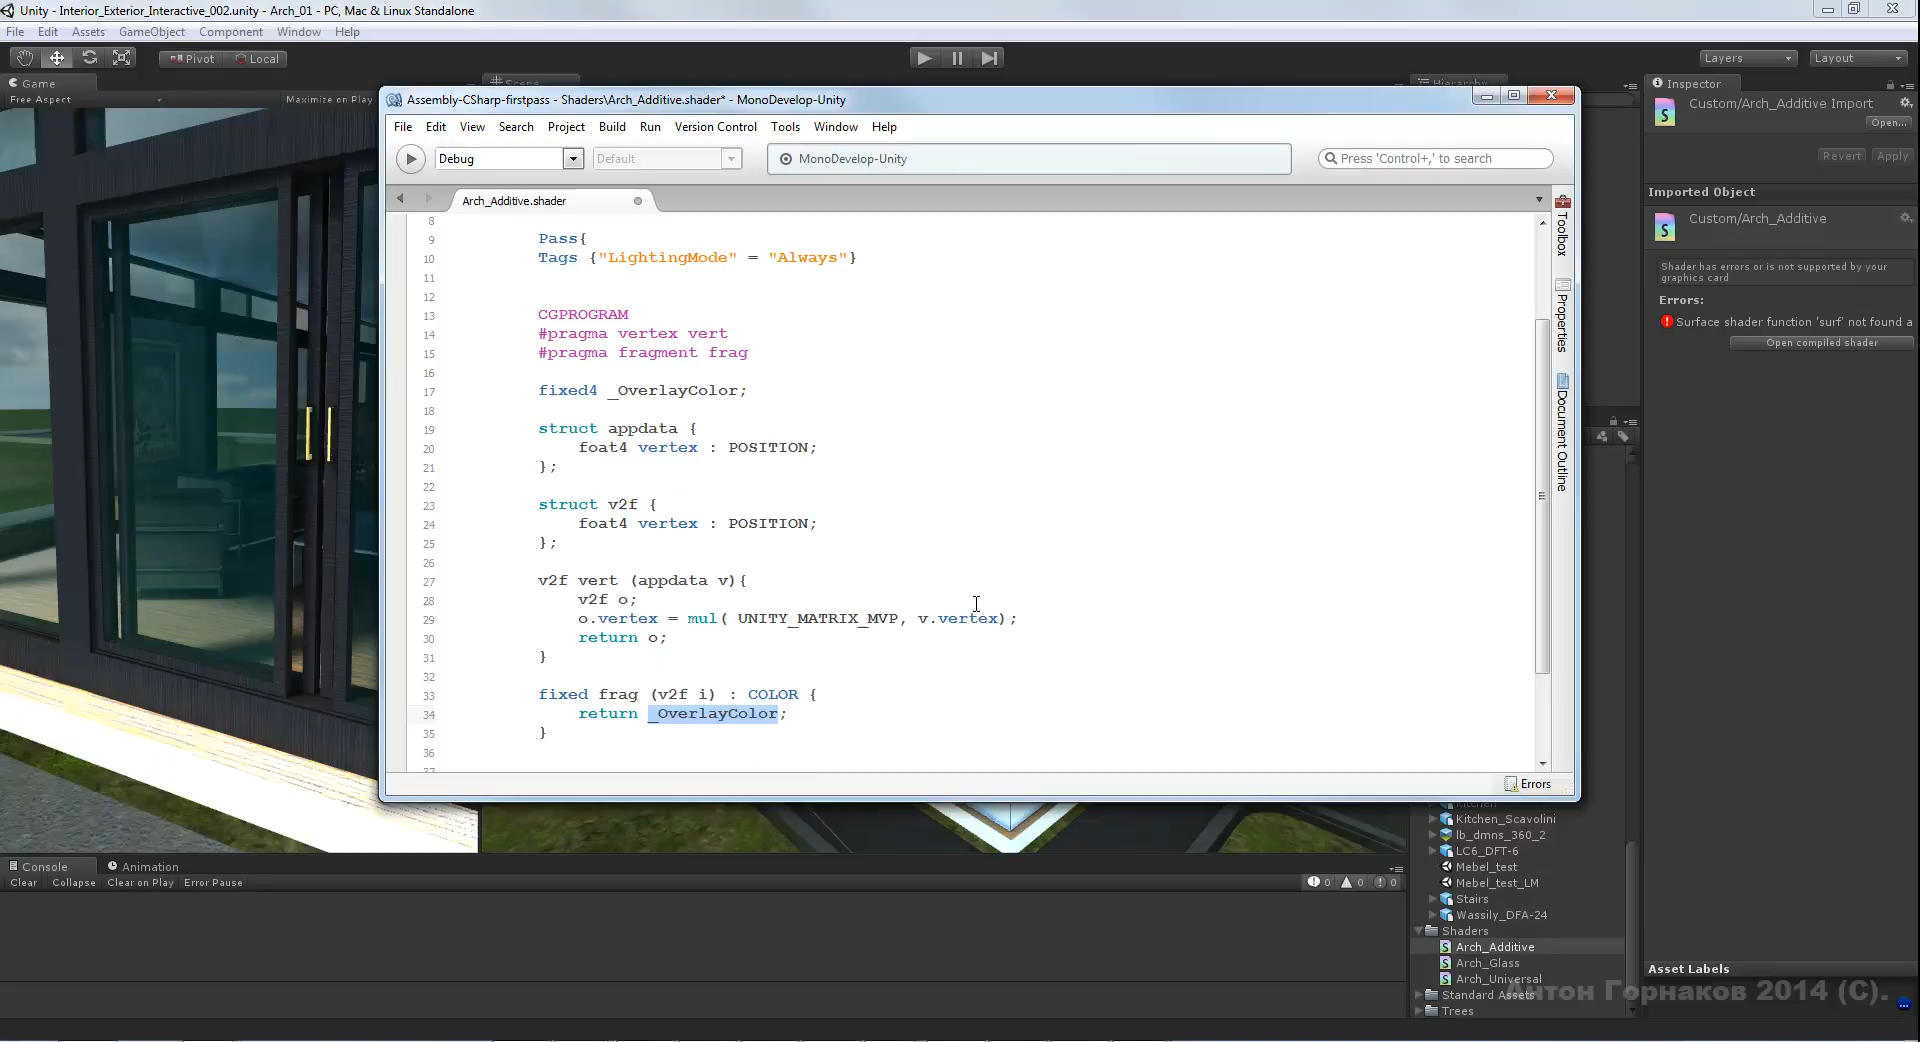 Unity - Interior_Exterior_Interactive_002.unity - Arch_01 - PC, Mac & Linux Standalone
File Edit Assets GameObject Component Window Help
Pivot Local Layers Layout
Game
Free Aspect Maximize on Play
Scene
Hierarchy
Inspector
Custom/Arch_Additive Import
Open...
Revert Apply
Imported Object
Custom/Arch_Additive
Shader has errors or is not supported by your
graphics card
Errors:
Surface shader function 'surf' not found a
Open compiled shader
Assembly-CSharp-firstpass - Shaders\Arch_Additive.shader* - MonoDevelop-Unity
File Edit View Search Project Build Run Version Control Tools Window Help
Debug Default MonoDevelop-Unity Press 'Control+,' to search
Arch_Additive.shader
Toolbox
Properties
Document Outline
8
9 Pass{
10 Tags {"LightingMode" = "Always"}
11
12
13 CGPROGRAM
14 #pragma vertex vert
15 #pragma fragment frag
16
17 fixed4 _OverlayColor;
18
19 struct appdata {
20 foat4 vertex : POSITION;
21 };
22
23 struct v2f {
24 foat4 vertex : POSITION;
25 };
26
27 v2f vert (appdata v){
28 v2f o;
29 o.vertex = mul( UNITY_MATRIX_MVP, v.vertex);
30 return o;
31 }
32
33 fixed frag (v2f i) : COLOR {
34 return _OverlayColor;
35 }
36
37
Errors
Console Animation
Clear Collapse Clear on Play Error Pause 0 0 0
Kitchen
Kitchen_Scavolini
lb_dmns_360_2
LC6_DFT-6
Mebel_test
Mebel_test_LM
Stairs
Wassily_DFA-24
Shaders
Arch_Additive
Arch_Glass
Arch_Universal
Standard Assets
Trees
Asset Labels
Антон Горнаков 2014 (C).